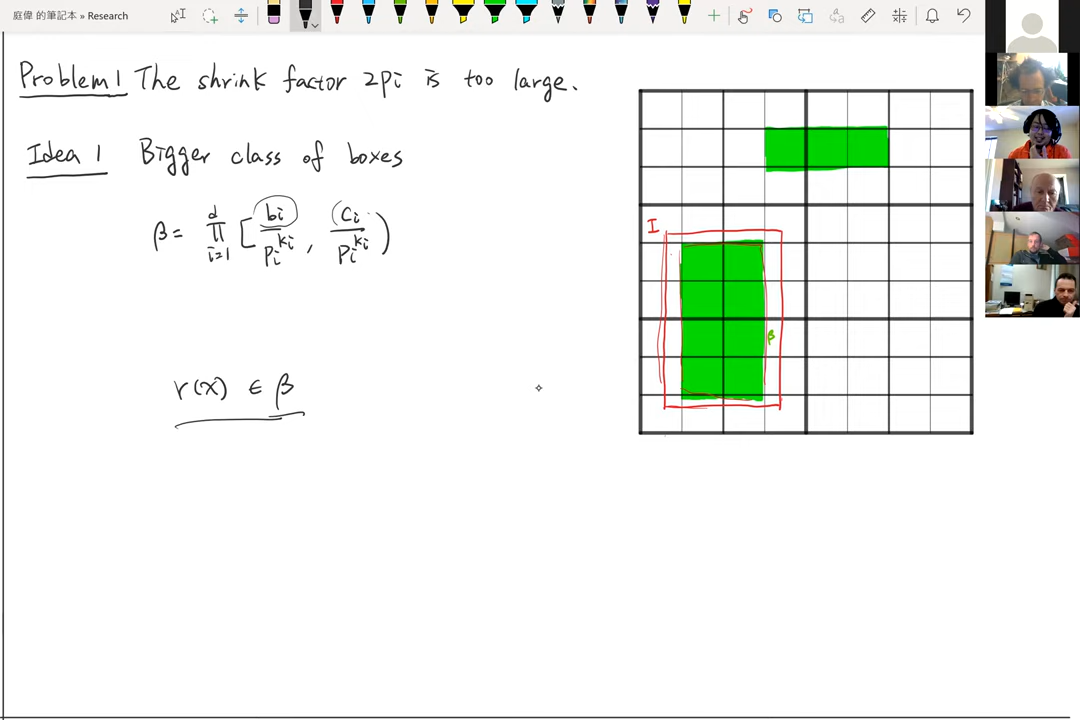 庭偉 的筆記本 » Research
Problem 1 The shrink factor 2pi is too large.
Idea 1 Bigger class of boxes
β = ∏_{i=1}^{d} [ bi / pi^{ki} , ci / pi^{ki} )
I
β
r(x) ∈ β